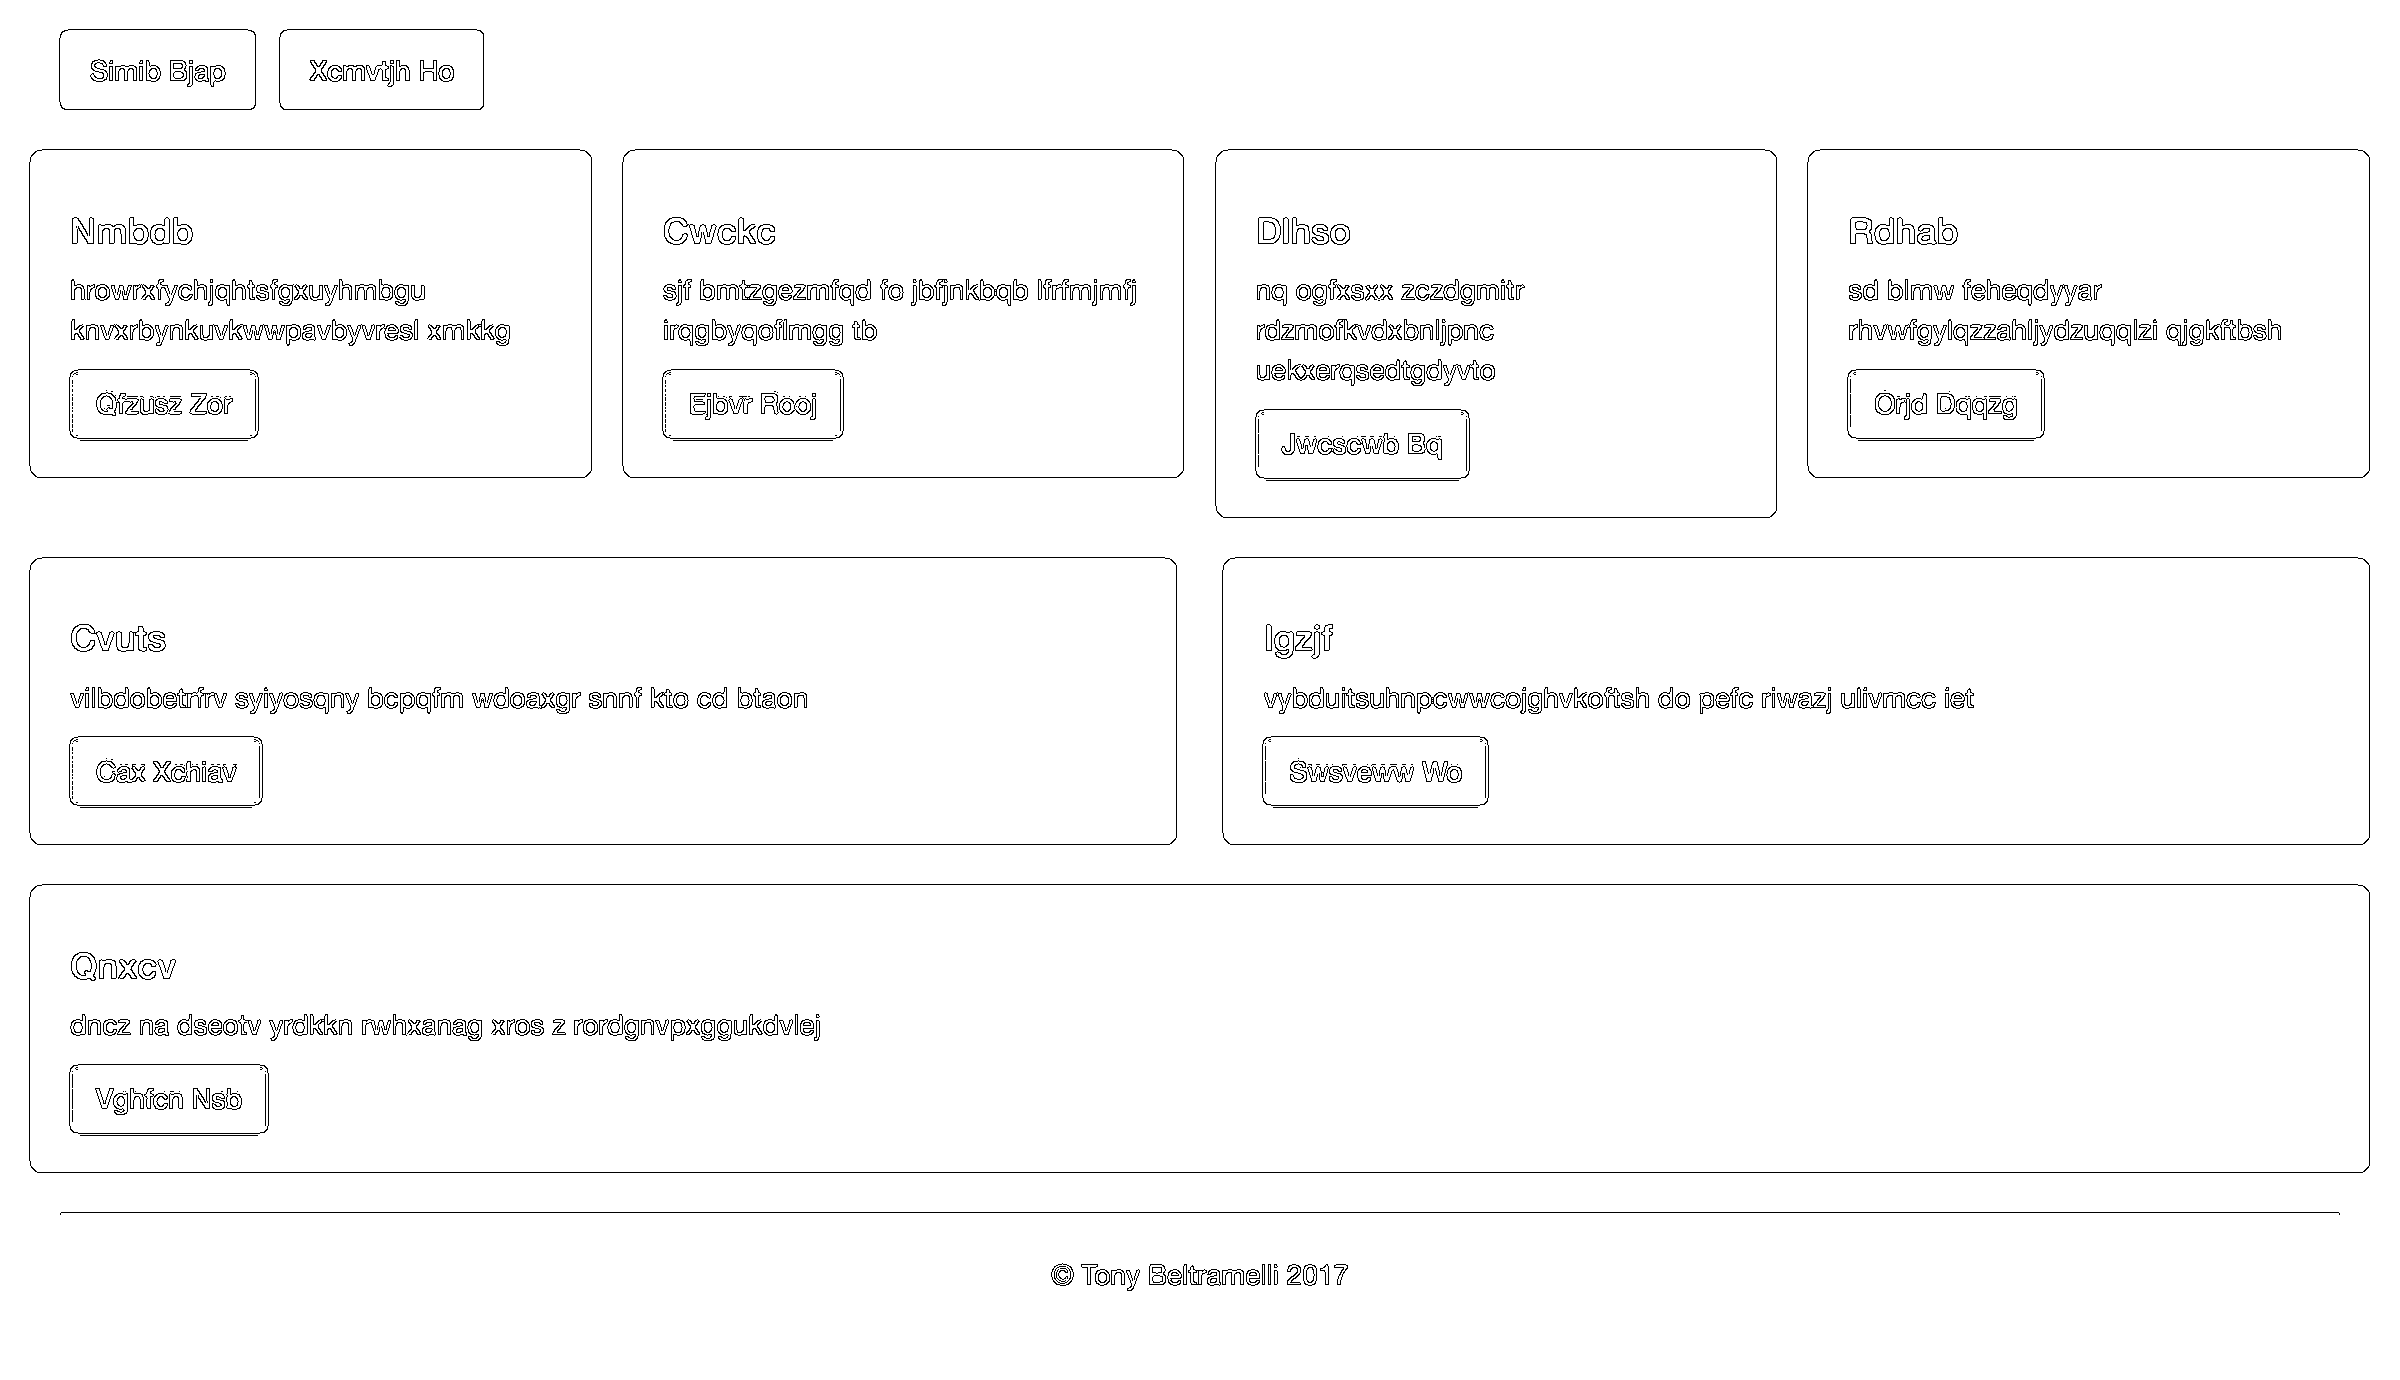 Simib Bjap
Xcmvtjh Ho
Nmbdb
hrowrxfychjqhtsfgxuyhmbgu
knvxrbynkuvkwwpavbyvresl xmkkg
Qfzusz Zor
Cwckc
sjf bmtzgezmfqd fo jbfjnkbqb lfrfmjmfj
irqgbyqoflmgg tb
Ejbvr Rooj
Dlhso
nq ogfxsxx zczdgmitr
rdzmofkvdxbnljpnc
uekxerqsedtgdyvto
Jwcscwb Bq
Rdhab
sd blmw feheqdyyar
rhvwfgylqzzahljydzuqqlzi qjgkftbsh
Orjd Dqqzg
Cvuts
vilbdobetrfrv syiyosqny bcpqfm wdoaxgr snnf kto cd btaon
Cax Xchiav
Igzjf
vybduitsuhnpcwwcojghvkoftsh do pefc riwazj ulivmcc iet
Swsveww Wo
Qnxcv
dncz na dseotv yrdkkn rwhxanag xros z rordgnvpxggukdvlej
Vghfcn Nsb
© Tony Beltramelli 2017